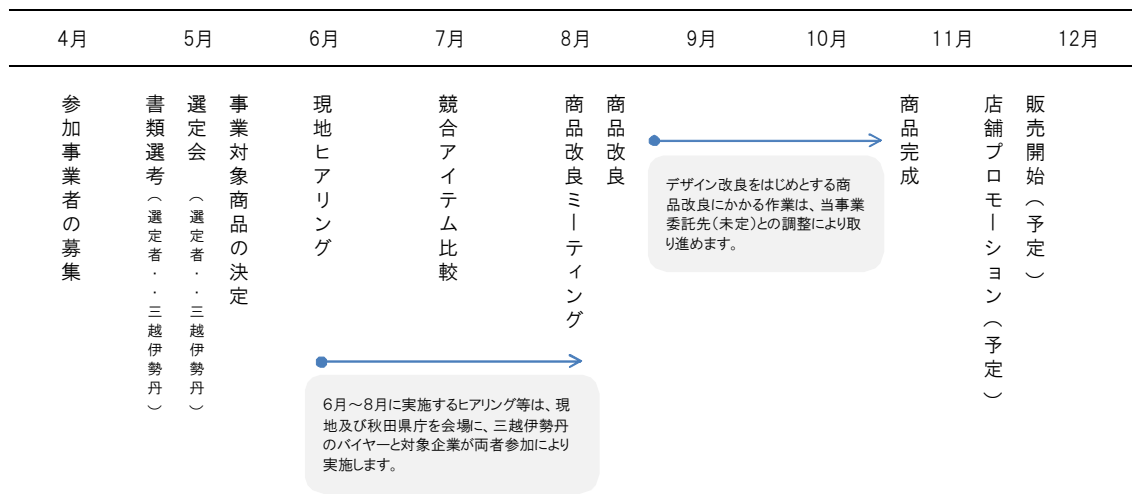 4月 5月 6月 7月 8月 9月 10月 11月 12月
参加事業者の募集
書類選考（選定者・・三越伊勢丹）
選定会（選定者・・三越伊勢丹）
事業対象商品の決定
現地ヒアリング
競合アイテム比較
商品改良ミーティング
商品改良
商品完成
店舗プロモーション（予定）
販売開始（予定）
デザイン改良をはじめとする商
品改良にかかる作業は、当事業
委託先（未定）との調整により取
り進めます。
6月～8月に実施するヒアリング等は、現
地及び秋田県庁を会場に、三越伊勢丹
のバイヤーと対象企業が両者参加により
実施します。